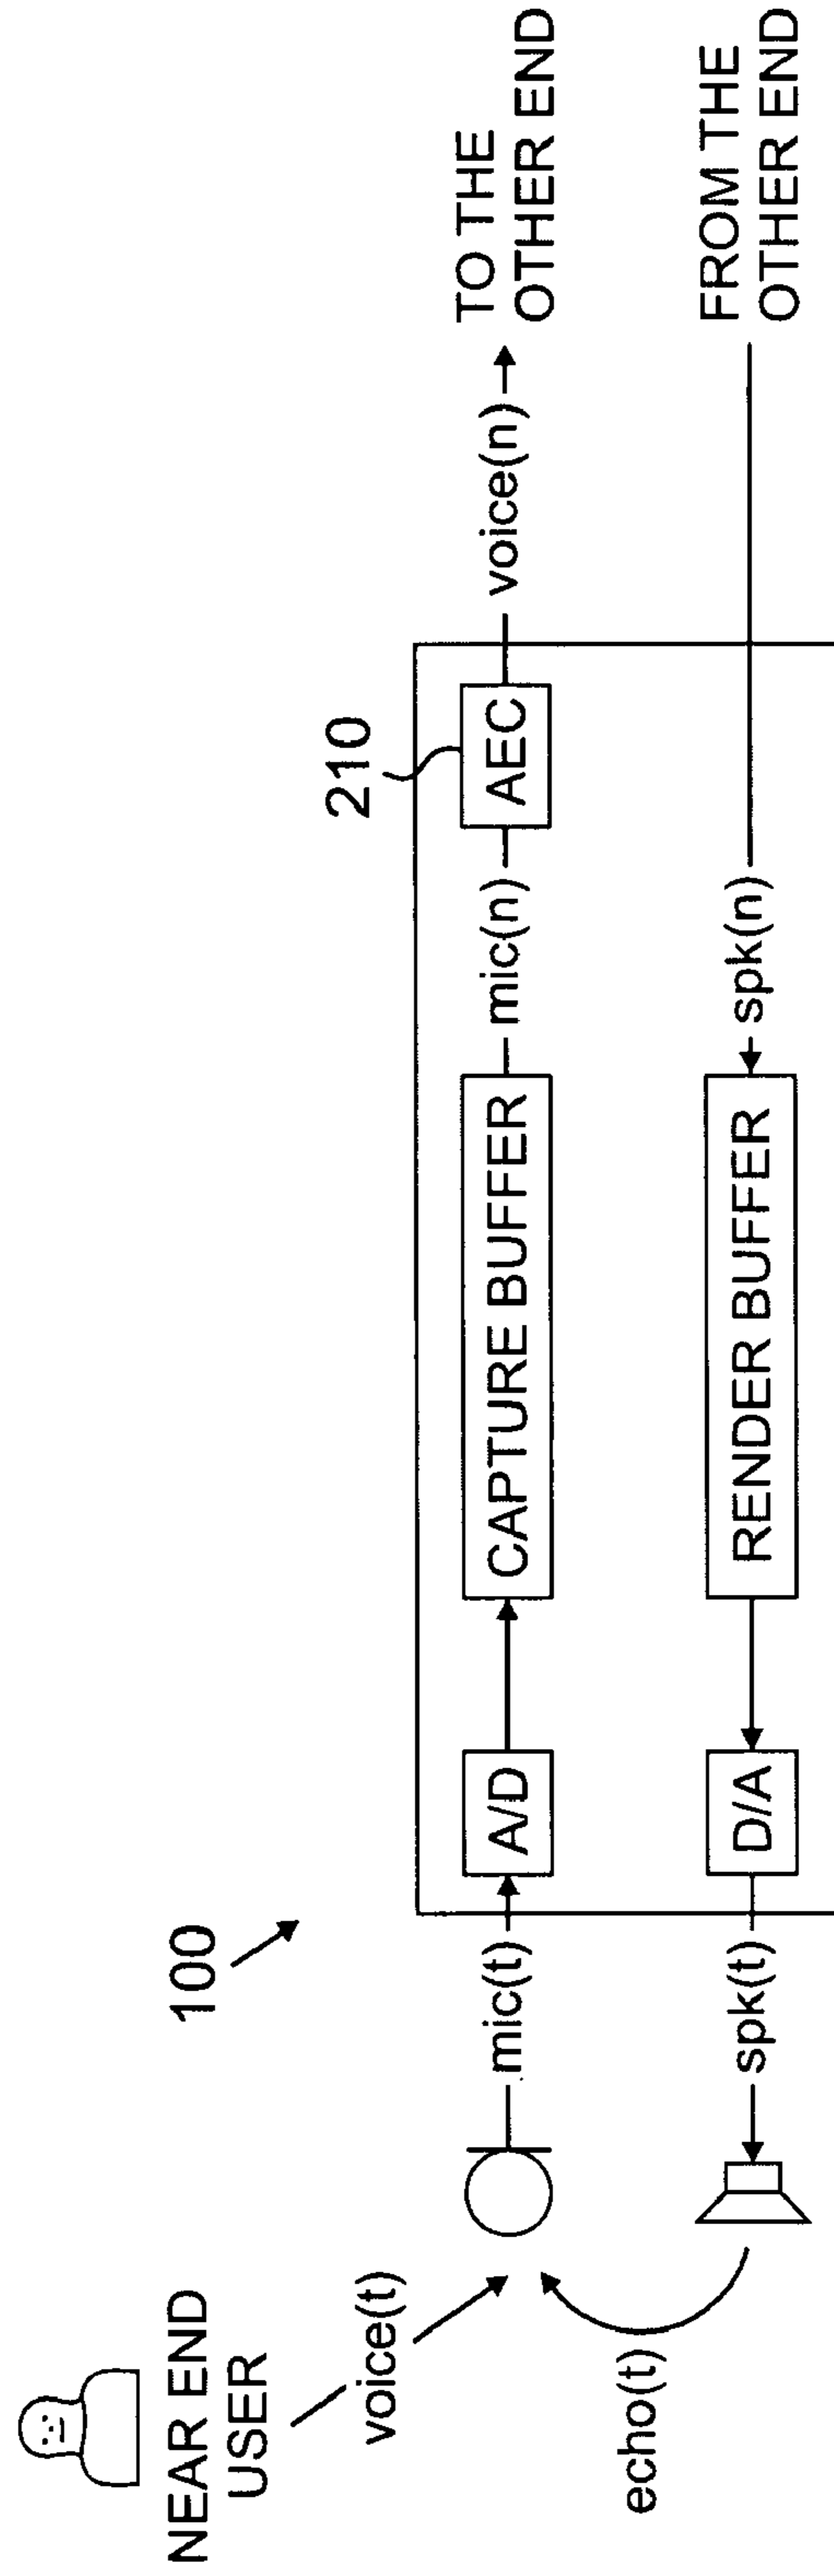 NEAR END
USER
100
210
voice(t)
mic(t)
A/D
CAPTURE BUFFER
mic(n)
AEC
voice(n)
TO THE
OTHER END
echo(t)
spk(t)
D/A
RENDER BUFFER
spk(n)
FROM THE
OTHER END